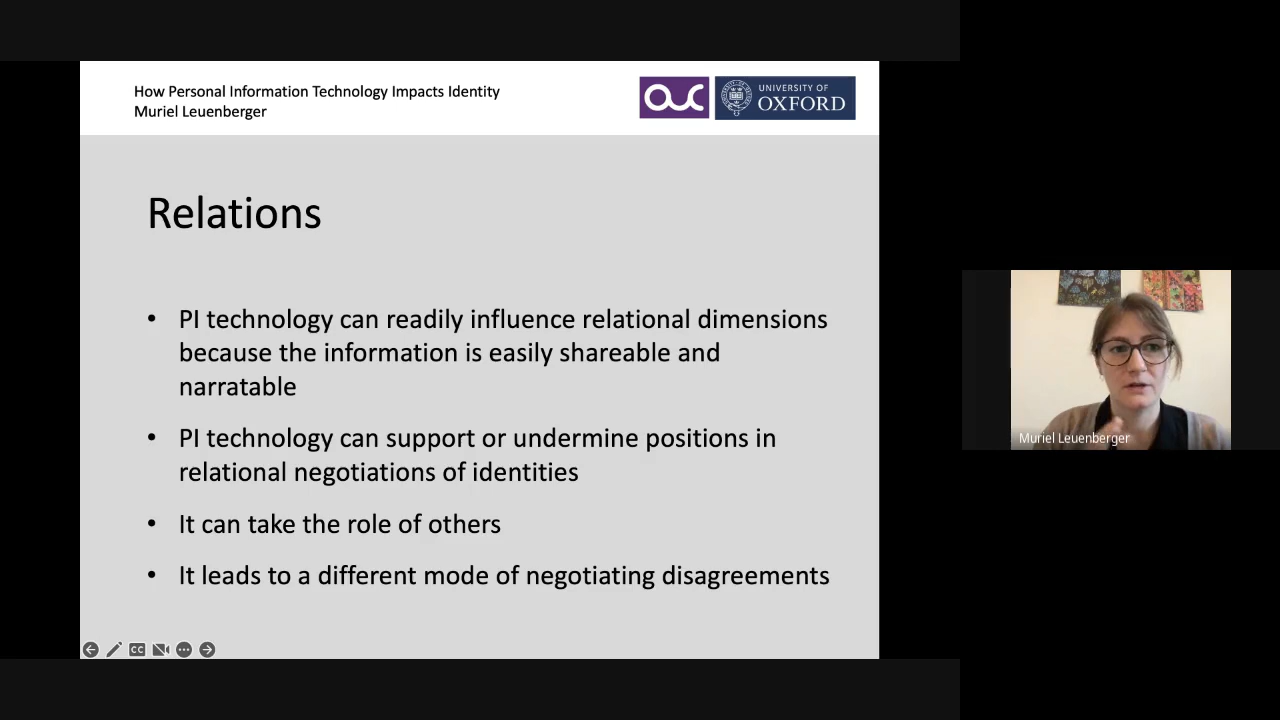 How Personal Information Technology Impacts Identity
Muriel Leuenberger
OUC
UNIVERSITY OF
OXFORD
Relations
• PI technology can readily influence relational dimensions
because the information is easily shareable and
narratable
• PI technology can support or undermine positions in
relational negotiations of identities
• It can take the role of others
• It leads to a different mode of negotiating disagreements
CC
Muriel Leuenberger